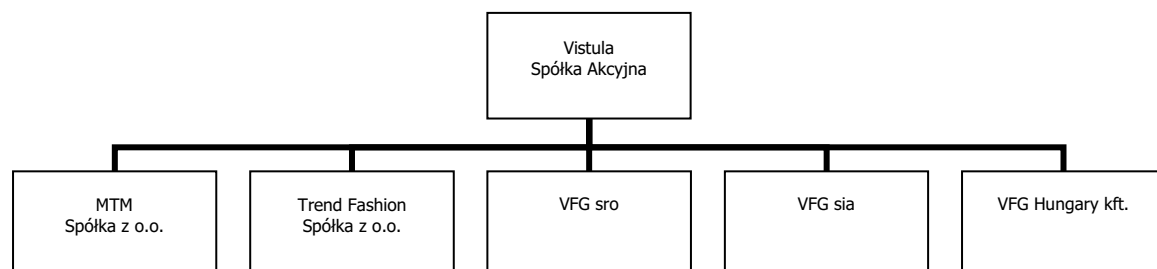 Vistula
Spółka Akcyjna
MTM
Spółka z o.o.
Trend Fashion
Spółka z o.o.
VFG sro
VFG sia
VFG Hungary kft.